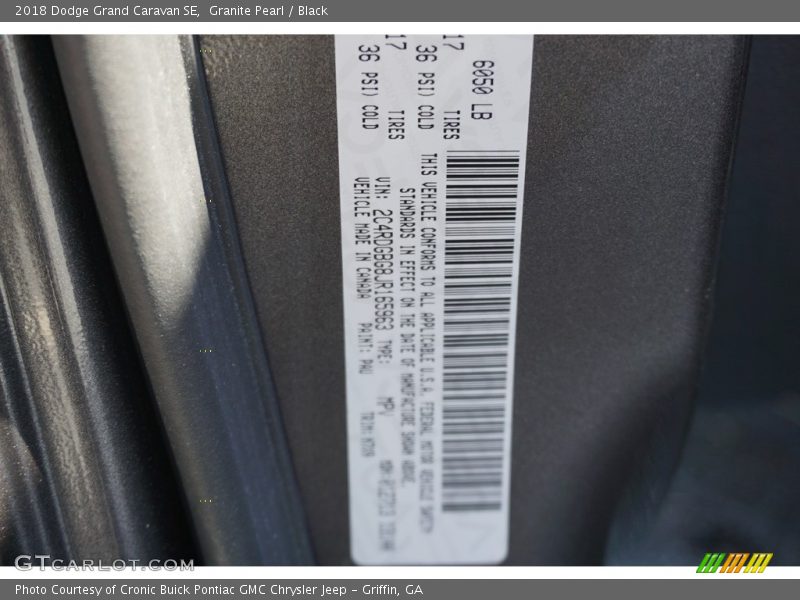 2018 Dodge Grand Caravan SE,  Granite Pearl / Black
6050 LB
17 TIRES
36 PSI) COLD
17 TIRES
36 PSI) COLD
THIS VEHICLE CONFORMS TO ALL APPLICABLE U.S.A. FEDERAL MOTOR VEHICLE SAFETY
STANDARDS IN EFFECT ON THE DATE OF MANUFACTURE SHOWN ABOVE.
VIN: 2C4RDGBG8JR165963 TYPE: MPV
VEHICLE MADE IN CANADA PAINT: PAU TRIM:
GTCarlot.com
Photo Courtesy of Cronic Buick Pontiac GMC Chrysler Jeep - Griffin, GA